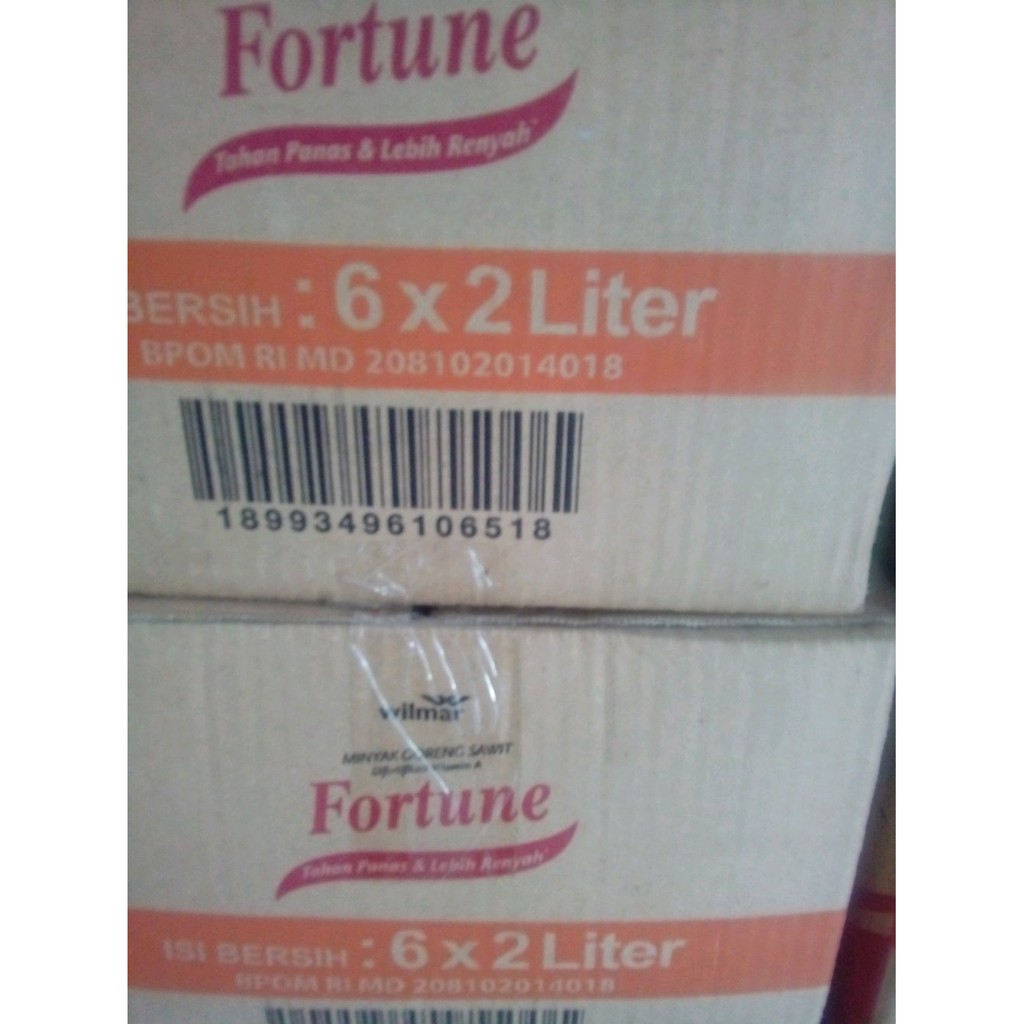 Fortune
Tahan Panas & Lebih Renyah
BERSIH : 6 x 2 Liter
BPOM RI MD 208102014018
18993496106518
wilmar
MINYAK GORENG SAWIT
Fortune
Tahan Panas & Lebih Renyah
ISI BERSIH : 6 x 2 Liter
BPOM RI MD 208102014018